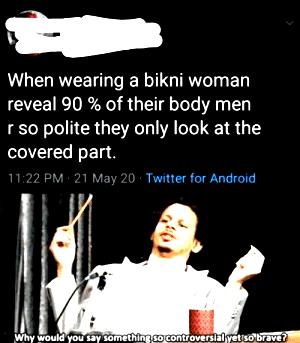 When wearing a bikni woman
reveal 90 % of their body men
r so polite they only look at the
covered part.
11:22 PM · 21 May 20 · Twitter for Android
Why would you say something so controversial yet so brave?